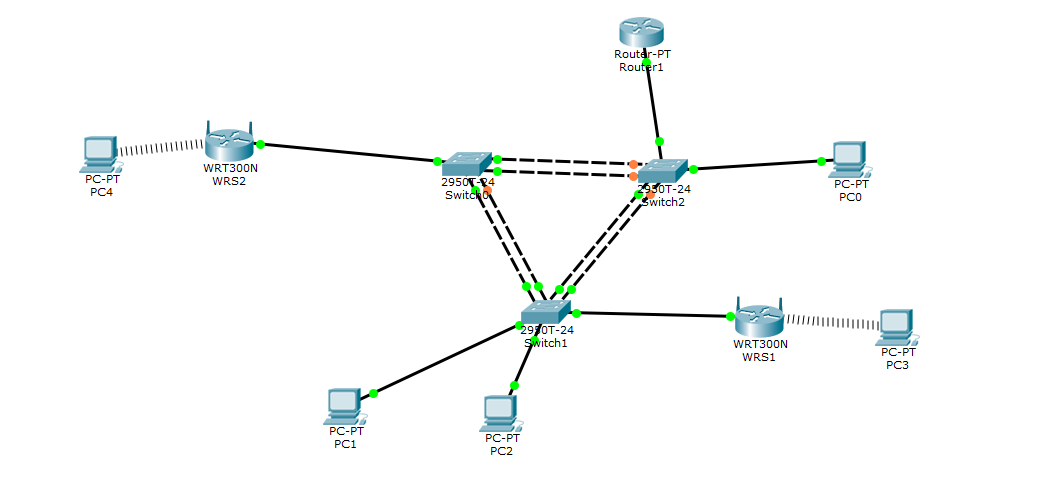 Router-PT
Router1
WRT300N
WRS2
PC-PT
PC4
2950T-24
Switch0
2950T-24
Switch2
PC-PT
PC0
2950T-24
Switch1
WRT300N
WRS1
PC-PT
PC3
PC-PT
PC1
PC-PT
PC2